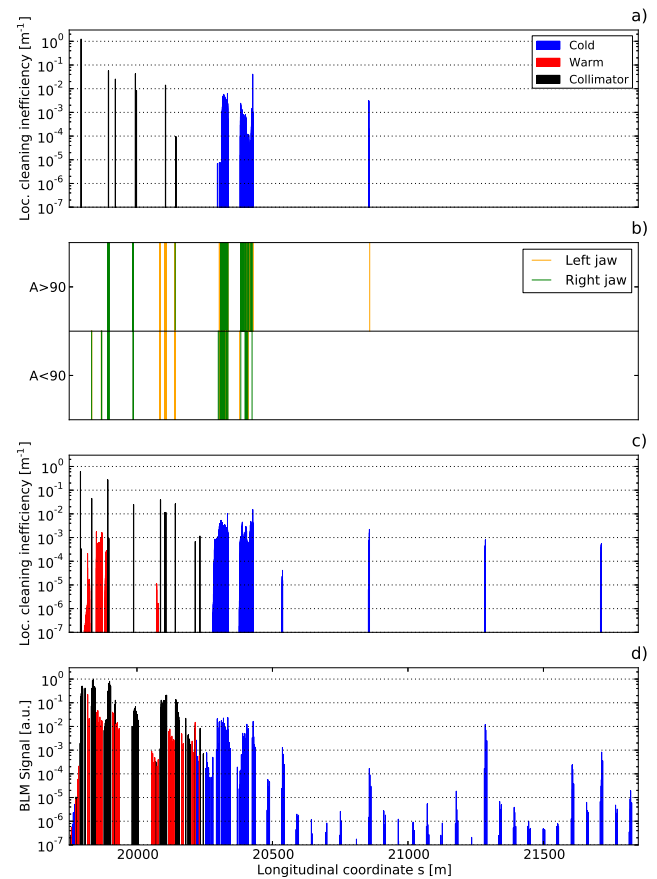 a)
Loc. cleaning inefficiency [m⁻¹]
10⁰
10⁻¹
10⁻²
10⁻³
10⁻⁴
10⁻⁵
10⁻⁶
10⁻⁷
Cold
Warm
Collimator
b)
A>90
A<90
Left jaw
Right jaw
c)
Loc. cleaning inefficiency [m⁻¹]
10⁰
10⁻¹
10⁻²
10⁻³
10⁻⁴
10⁻⁵
10⁻⁶
10⁻⁷
d)
BLM Signal [a.u.]
10⁰
10⁻¹
10⁻²
10⁻³
10⁻⁴
10⁻⁵
10⁻⁶
10⁻⁷
20000 20500 21000 21500
Longitudinal coordinate s [m]